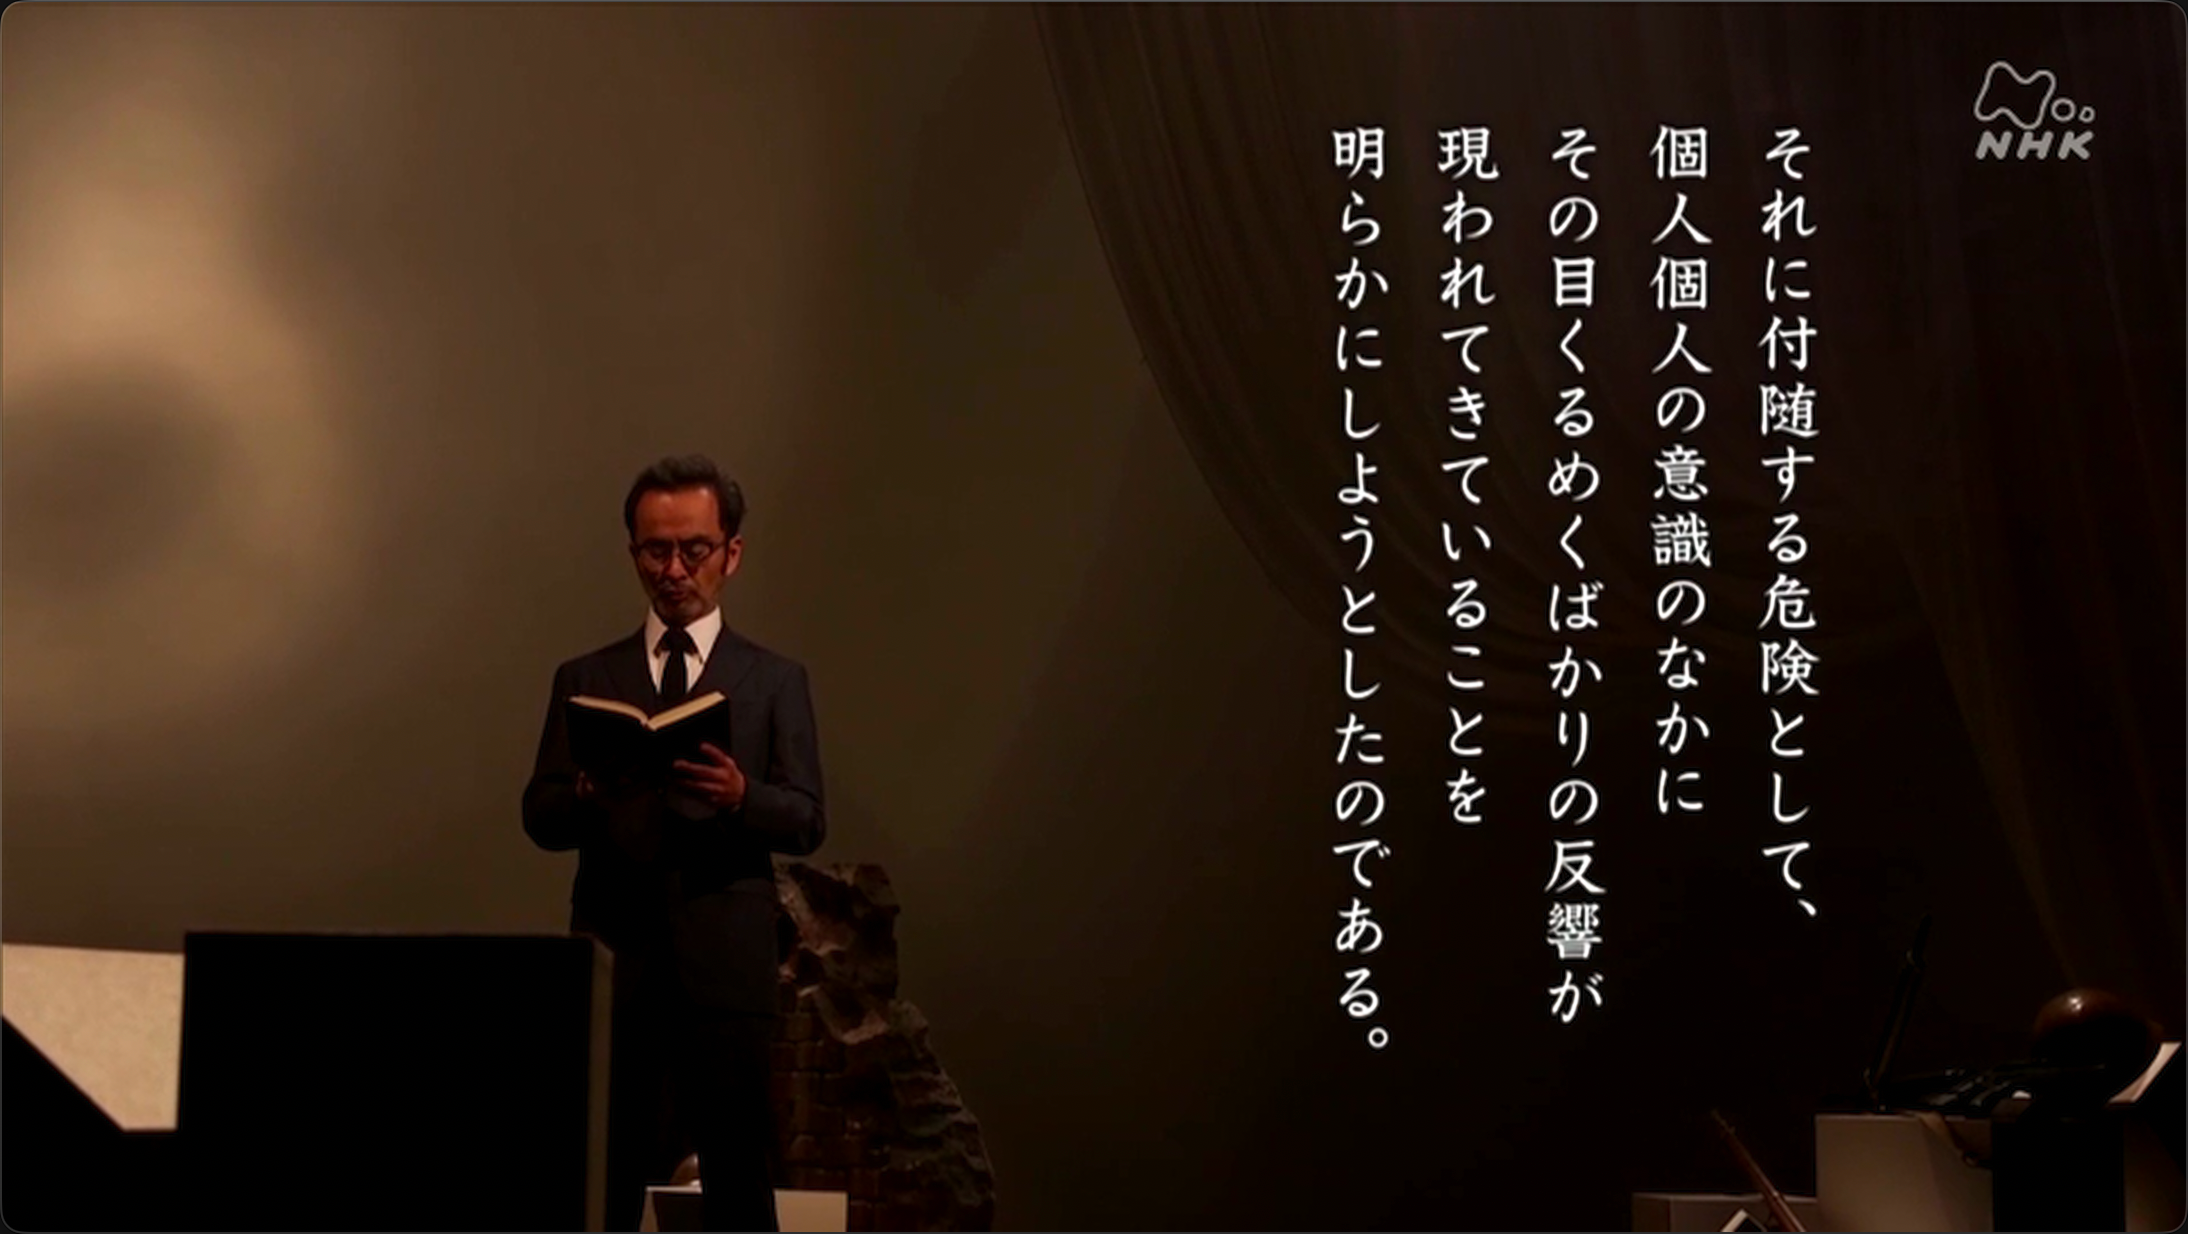 それに付随する危険として、
個人個人の意識のなかに
その目くるめくばかりの反響が
現われてきていることを
明らかにしようとしたのである。
NHK